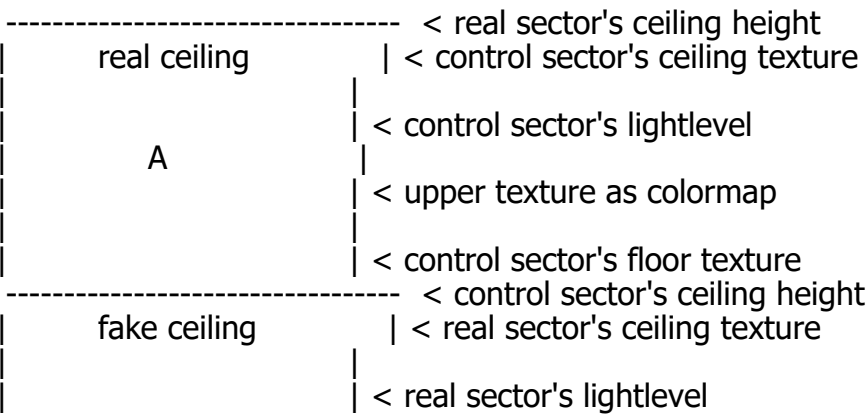 ---------------------------------- < real sector's ceiling height
| real ceiling | < control sector's ceiling texture
| |
| | < control sector's lightlevel
| A |
| | < upper texture as colormap
| |
| | < control sector's floor texture
---------------------------------- < control sector's ceiling height
| fake ceiling | < real sector's ceiling texture
| |
| | < real sector's lightlevel